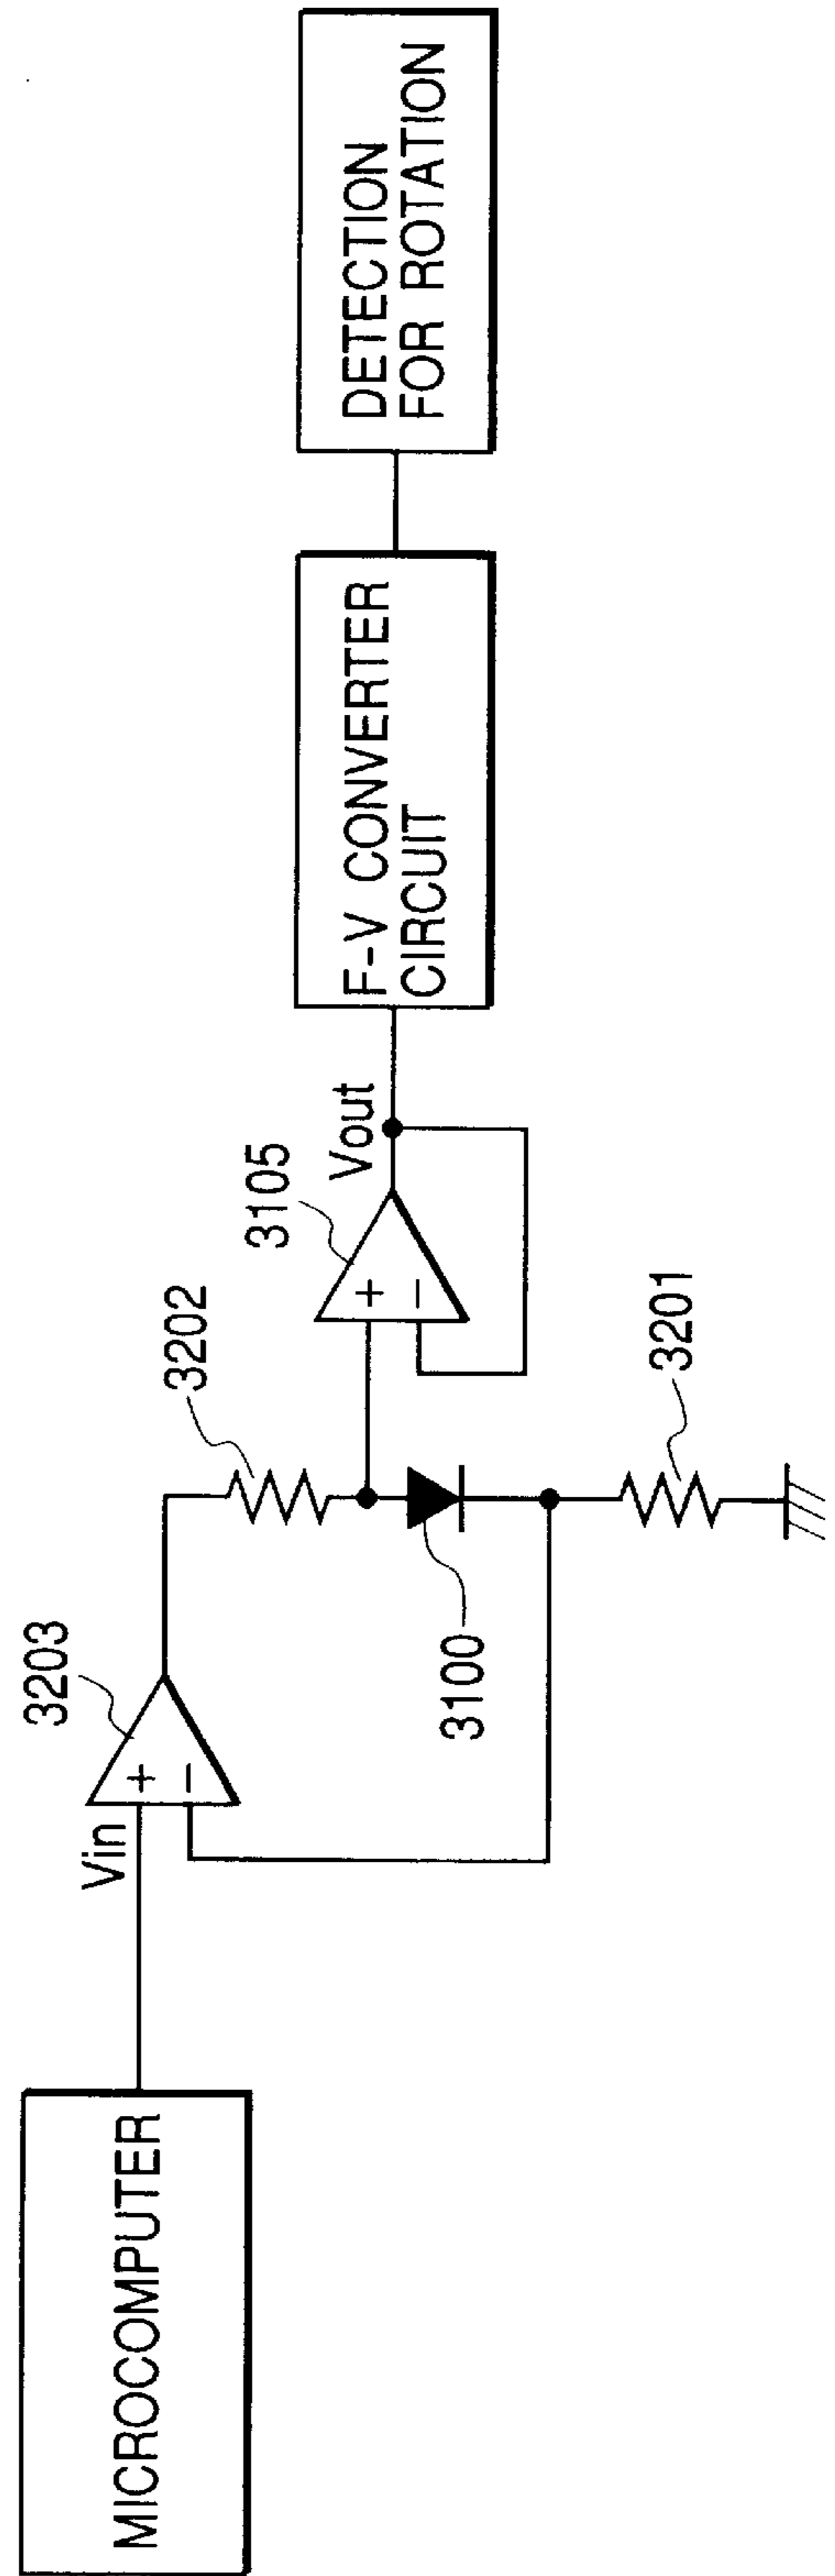 MICROCOMPUTER
Vin
+
−
3203
3202
3100
3201
+
−
3105
Vout
F-V CONVERTER
CIRCUIT
DETECTION
FOR ROTATION